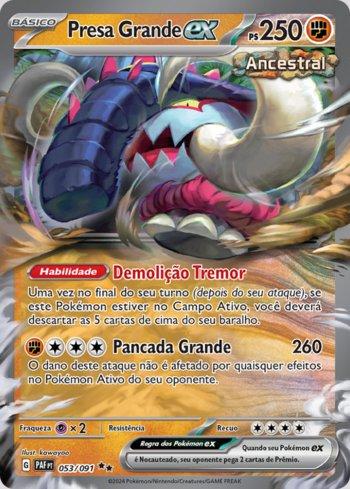 BÁSICO Presa Grande ex PS 250
Ancestral
Habilidade Demolição Tremor
Uma vez no final do seu turno (depois do seu ataque), se
este Pokémon estiver no Campo Ativo, você deverá
descartar as 5 cartas de cima do seu baralho.
Pancada Grande 260
O dano deste ataque não é afetado por quaisquer efeitos
no Pokémon Ativo do seu oponente.
Fraqueza × 2 Resistência Recuo
Ilust. kawayoo
G PAF PT 053/091
Regra dos Pokémon ex Quando seu Pokémon ex
é Nocauteado, seu oponente pega 2 cartas de Prêmio.
©2024 Pokémon/Nintendo/Creatures/GAME FREAK